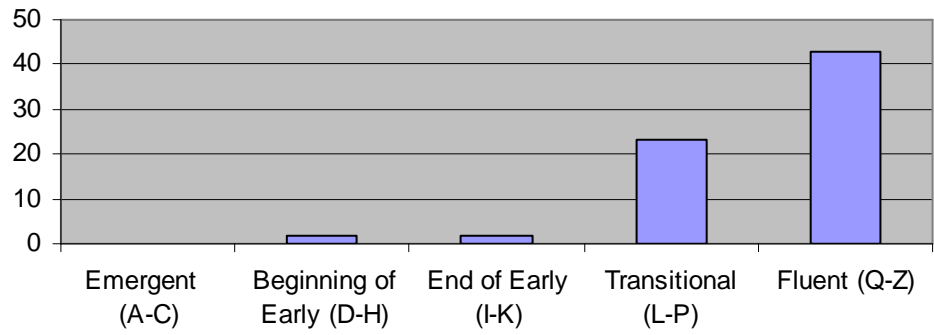 50
40
30
20
10
0
Emergent (A-C)
Beginning of Early (D-H)
End of Early (I-K)
Transitional (L-P)
Fluent (Q-Z)